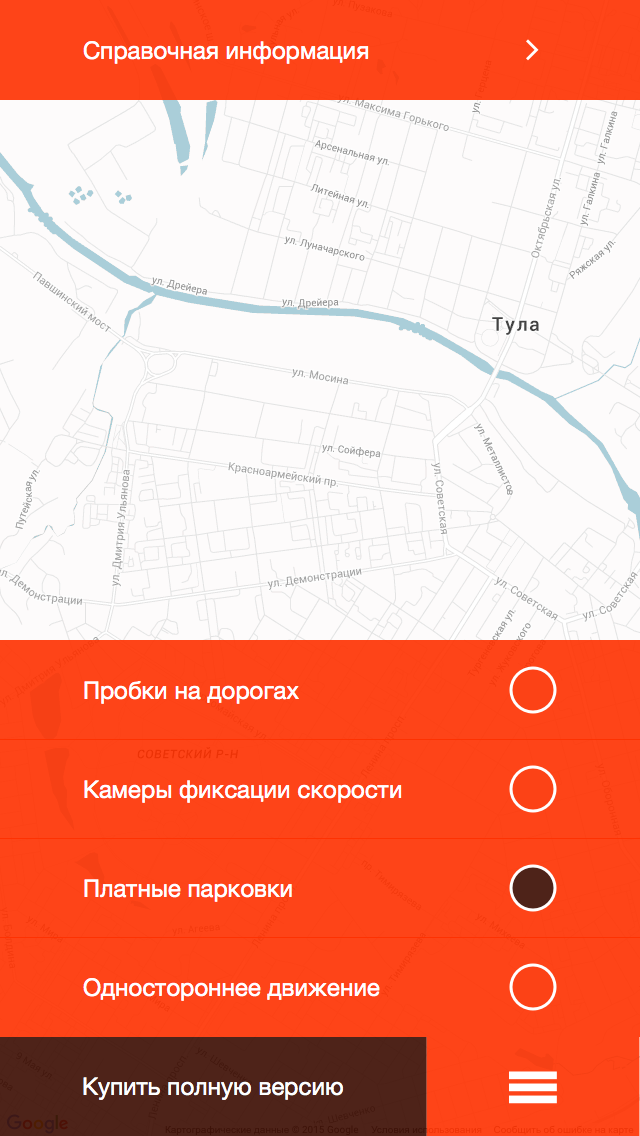 Справочная информация
ул. Максима Горького
Арсенальная ул.
ул. Галкина
ул. Галкина
Литейная ул.
Октябрьская ул.
ул. Луначарского
Ряжская ул.
ул. Дрейера
Павшинский мост
ул. Дрейера
Тула
ул. Мосина
ул. Сойфера
ул. Металлистов
Красноармейский пр.
Путейская ул.
ул. Дмитрия Ульянова
ул. Советская
ул. Демонстрации
ул. Демонстрации
ул. Советская
ул. Советская
Пробки на дорогах
СОВЕТСКИЙ Р-Н
Камеры фиксации скорости
Платные парковки
Одностороннее движение
Купить полную версию
Google
Картографические данные © 2015 Google
Условия использования
Сообщить об ошибке на карте